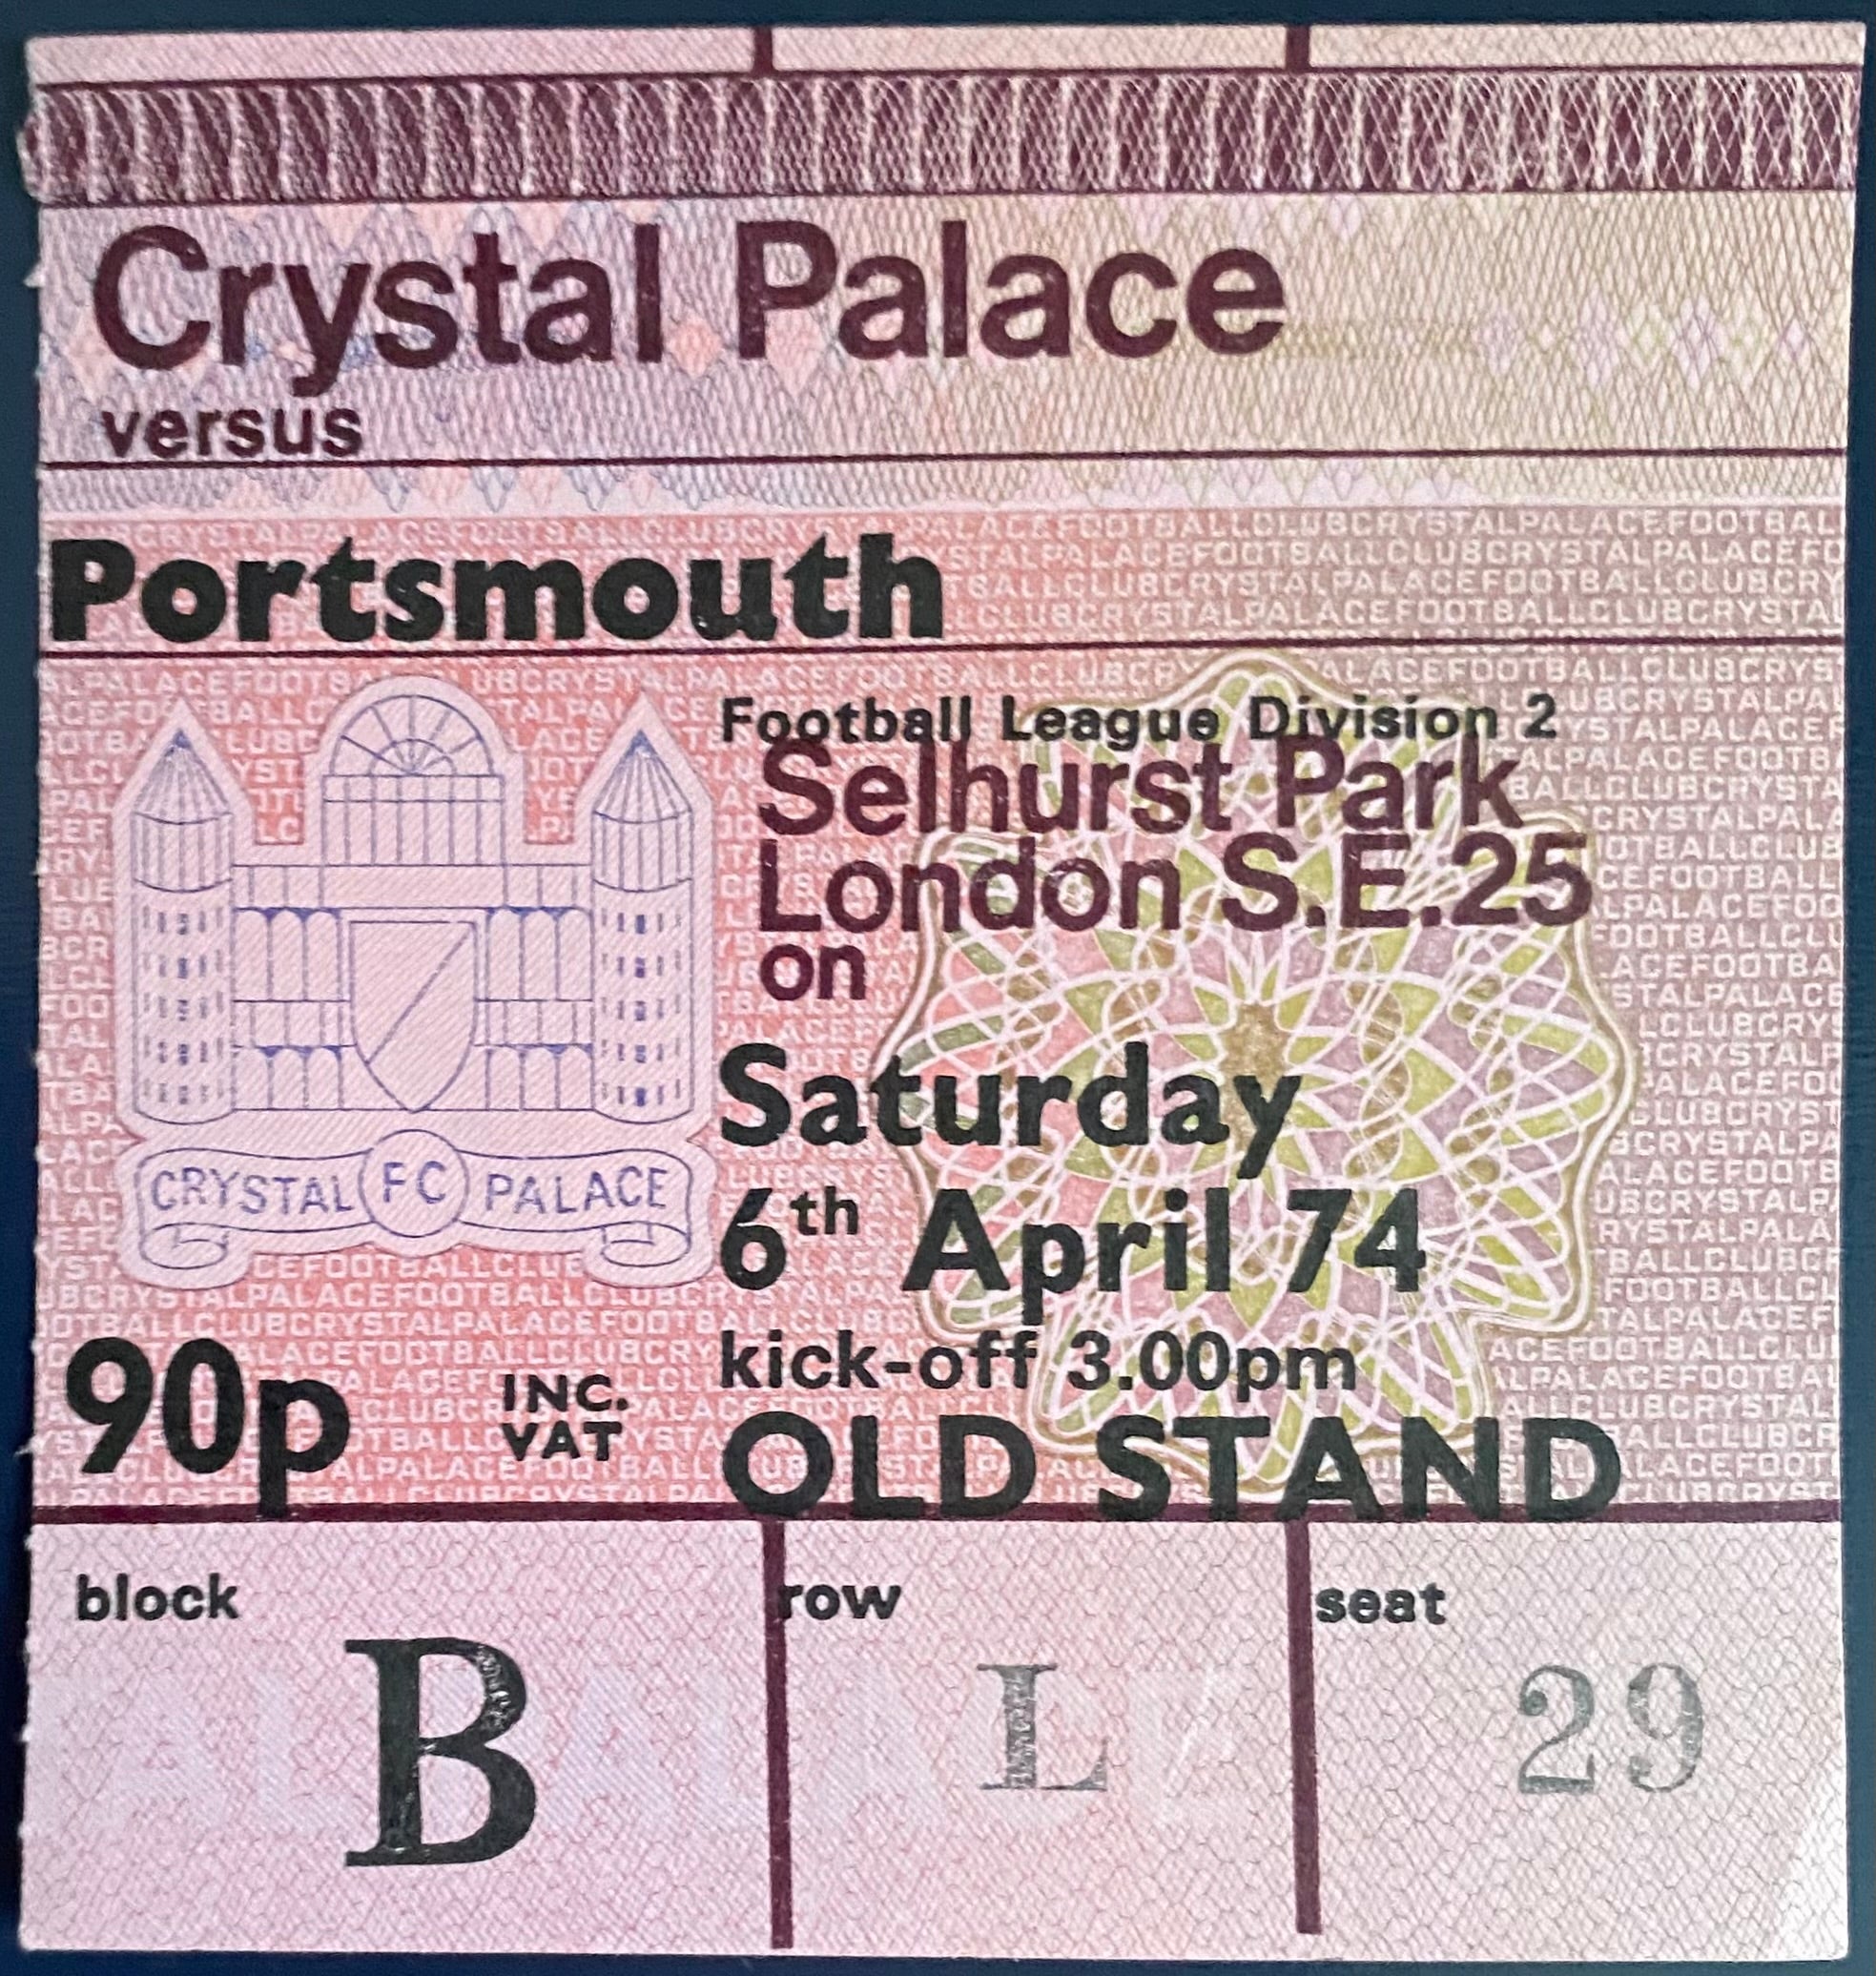 Crystal Palace
versus
Portsmouth
Football League Division 2
Selhurst Park
London S.E.25
on
Saturday
6th April 74
kick-off 3.00pm
OLD STAND
CRYSTAL FC PALACE
90p INC. VAT
block row seat
B L 29